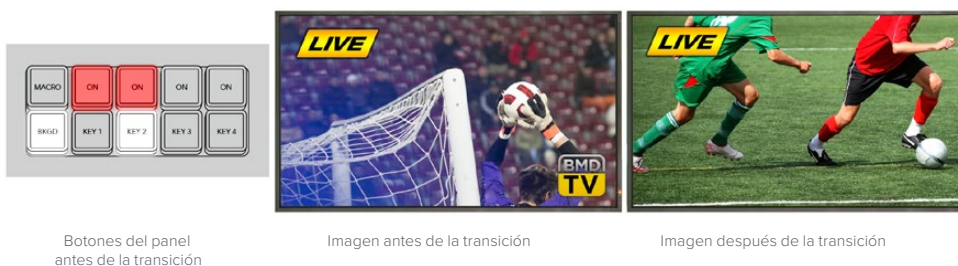 MACRO ON ON ON ON
BKGD KEY 1 KEY 2 KEY 3 KEY 4
LIVE
BMD
TV
LIVE
Botones del panel
antes de la transición
Imagen antes de la transición
Imagen después de la transición